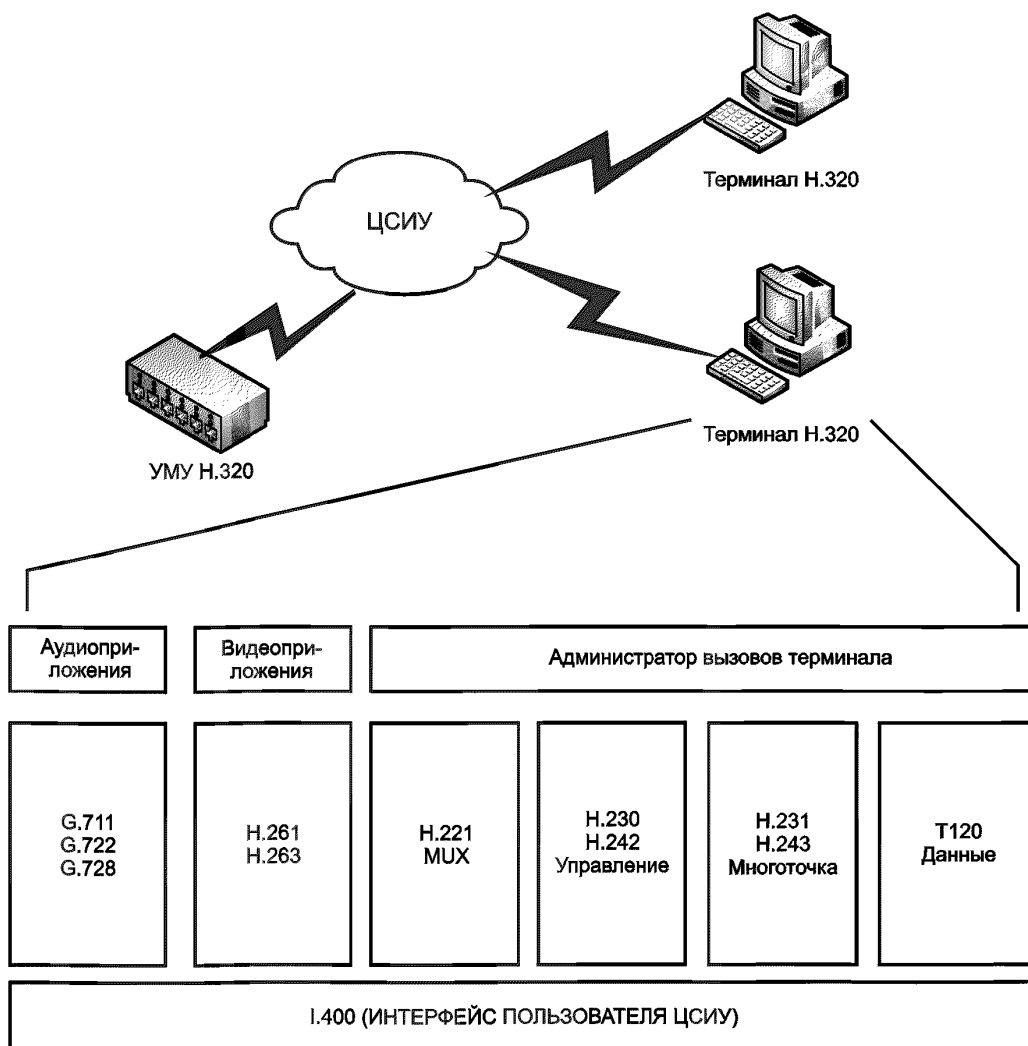 Терминал H.320
ЦСИУ
Терминал H.320
УМУ H.320
Аудиопри-
ложения
Видеопри-
ложения
Администратор вызовов терминала
G.711
G.722
G.728
H.261
H.263
H.221
MUX
H.230
H.242
Управление
H.231
H.243
Многоточка
T120
Данные
I.400 (ИНТЕРФЕЙС ПОЛЬЗОВАТЕЛЯ ЦСИУ)